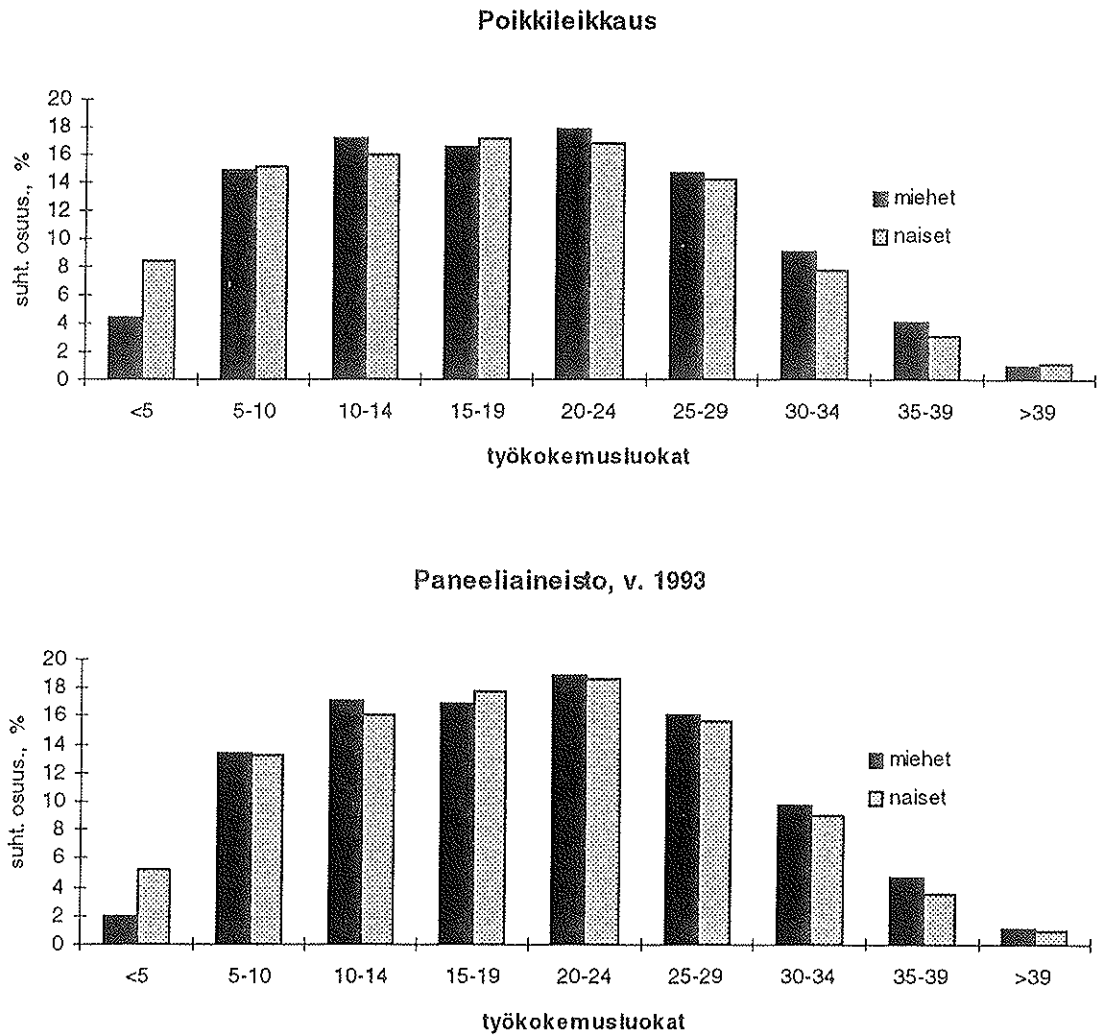 Poikkileikkaus
20
18
16
14
12
10
8
6
4
2
0
suht. osuus., %
miehet
naiset
<5 5-10 10-14 15-19 20-24 25-29 30-34 35-39 >39
työkokemusluokat
Paneeliaineisto, v. 1993
20
18
16
14
12
10
8
6
4
2
0
suht. osuus., %
miehet
naiset
<5 5-10 10-14 15-19 20-24 25-29 30-34 35-39 >39
työkokemusluokat